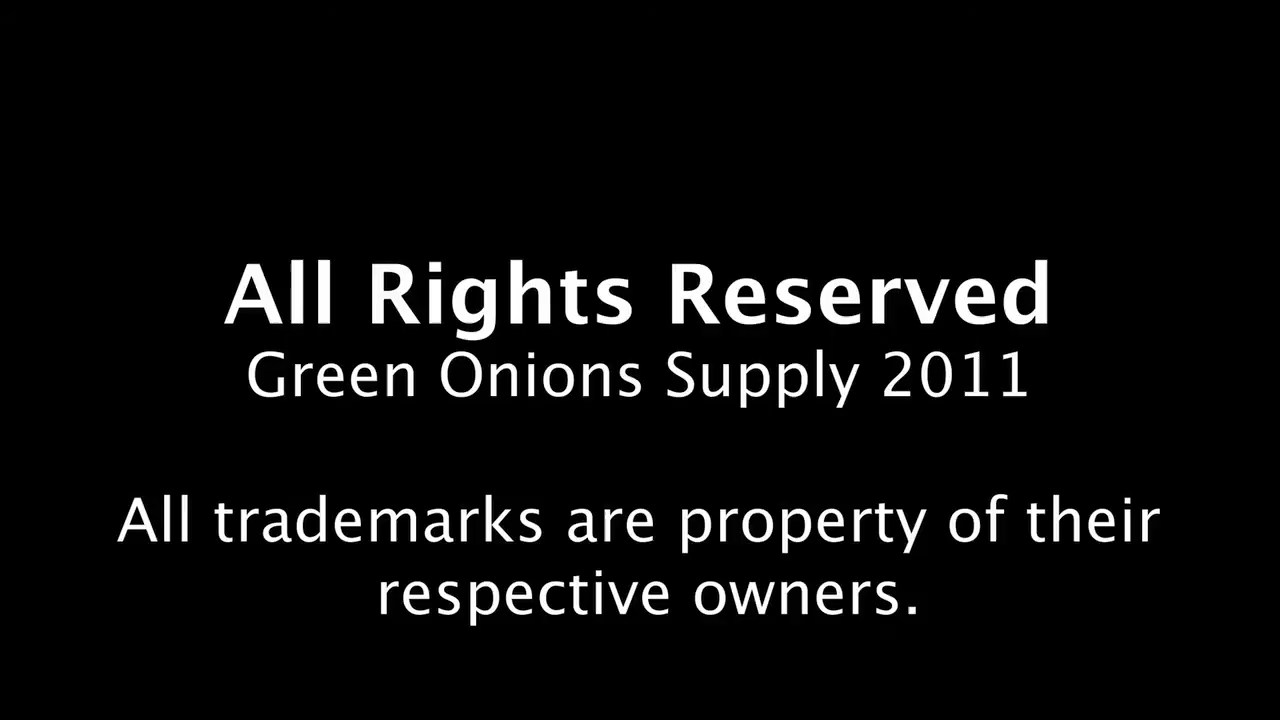 All Rights Reserved
Green Onions Supply 2011
All trademarks are property of their
respective owners.